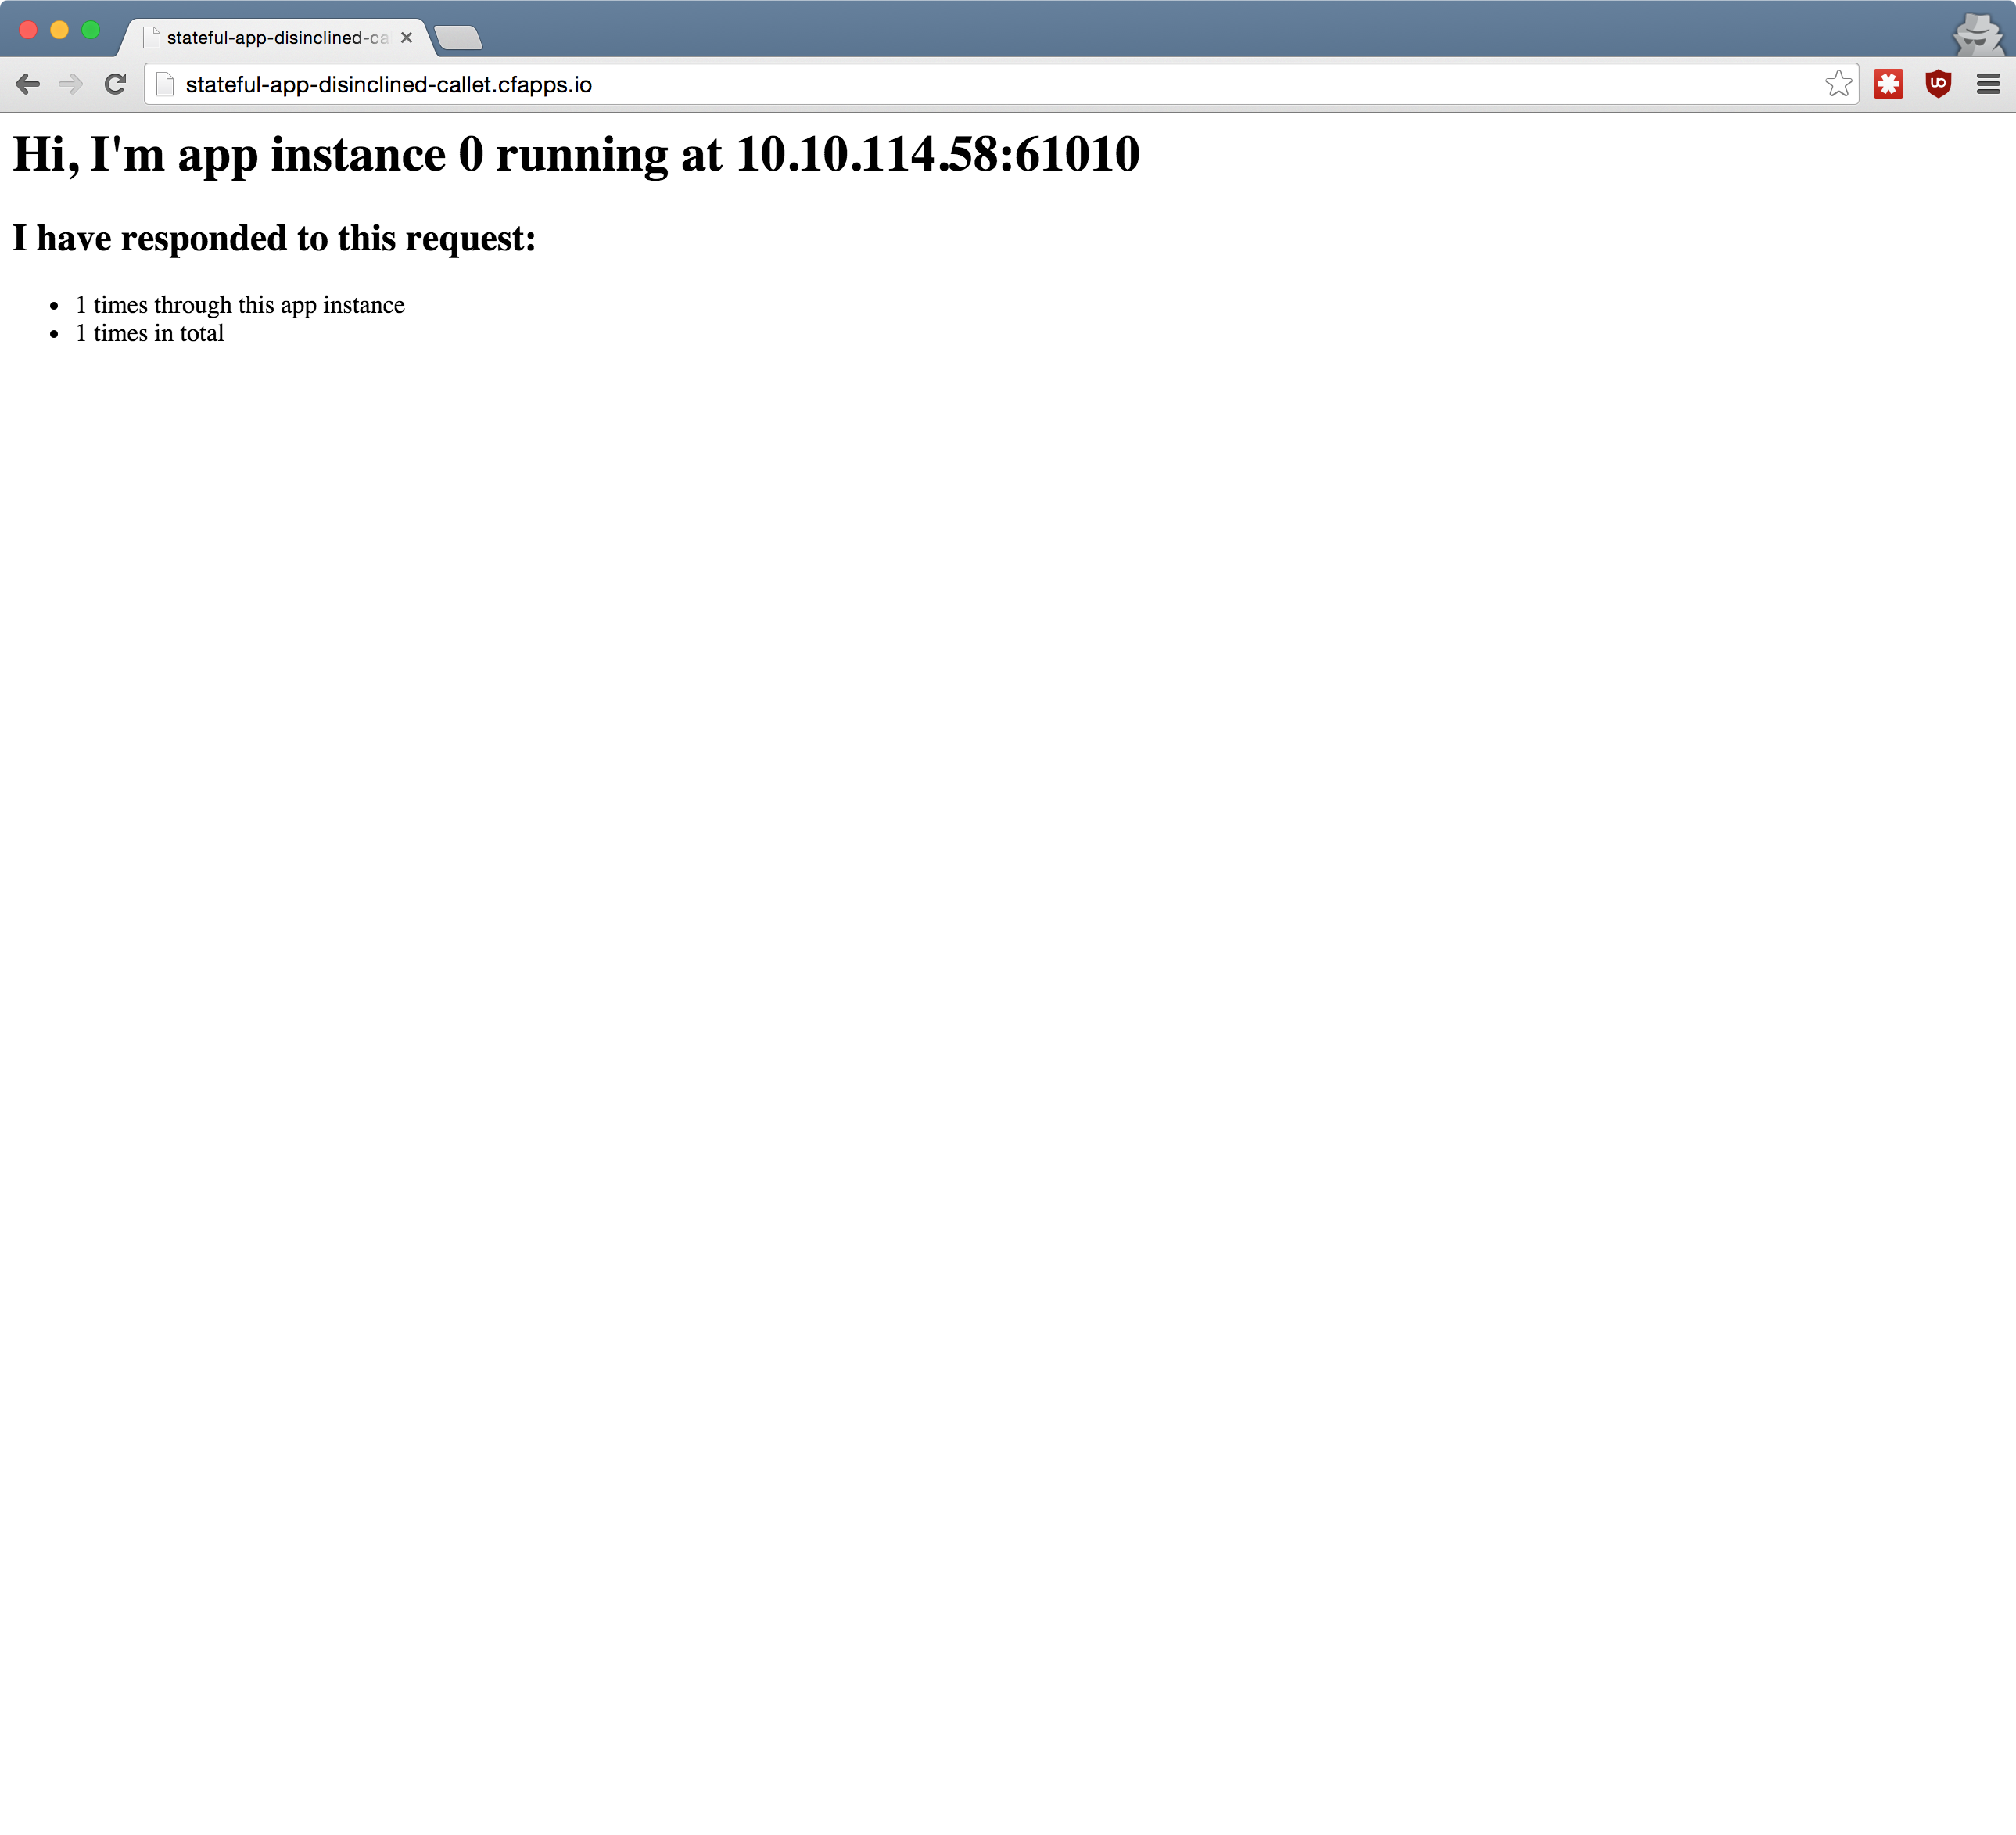 stateful-app-disinclined-ca
stateful-app-disinclined-callet.cfapps.io
Hi, I'm app instance 0 running at 10.10.114.58:61010
I have responded to this request:
• 1 times through this app instance
• 1 times in total